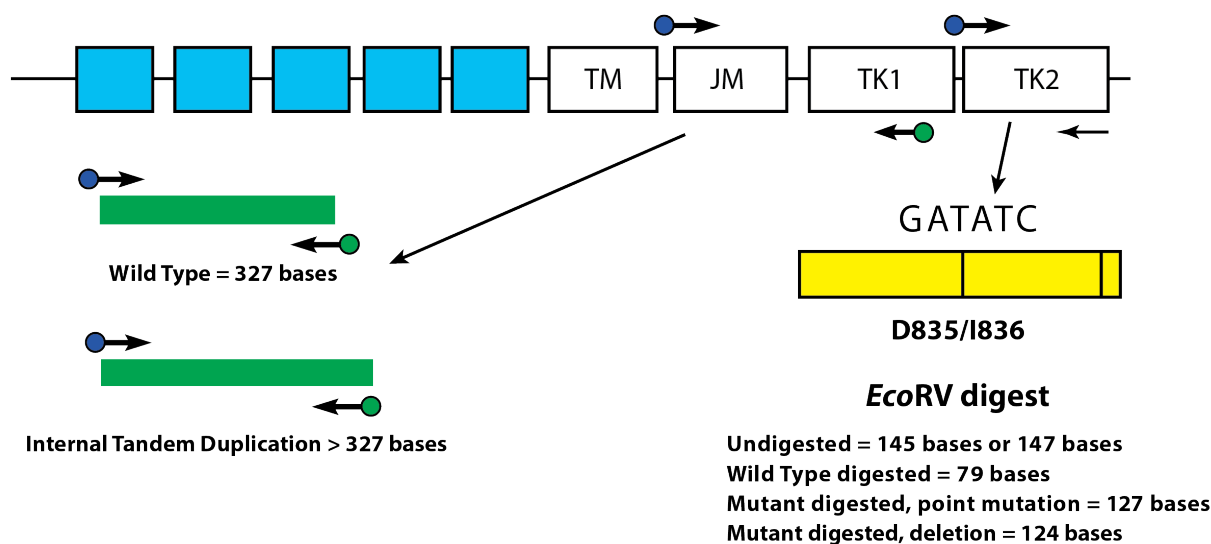 TM
JM
TK1
TK2
GATATC
Wild Type = 327 bases
D835/I836
EcoRV digest
Internal Tandem Duplication > 327 bases
Undigested = 145 bases or 147 bases
Wild Type digested = 79 bases
Mutant digested, point mutation = 127 bases
Mutant digested, deletion = 124 bases